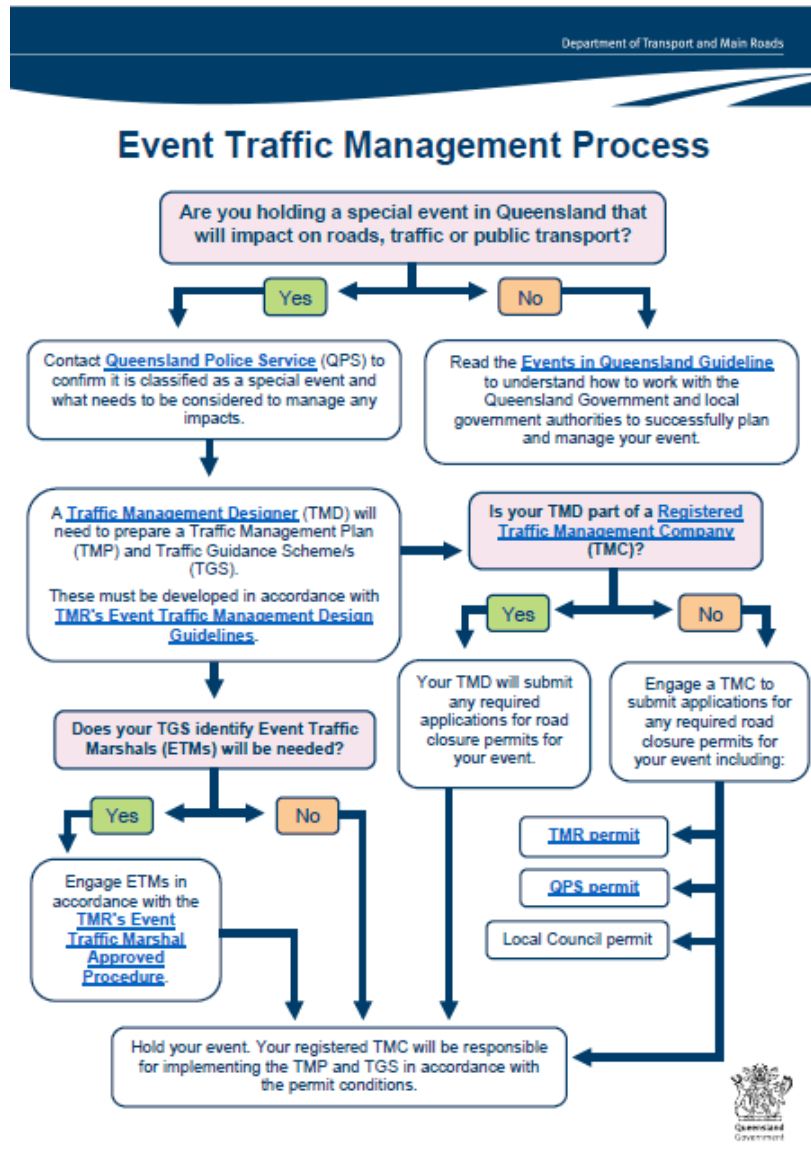 Department of Transport and Main Roads
Event Traffic Management Process
Are you holding a special event in Queensland that
will impact on roads, traffic or public transport?
Yes
No
Contact Queensland Police Service (QPS) to
confirm it is classified as a special event and
what needs to be considered to manage any
impacts.
Read the Events in Queensland Guideline
to understand how to work with the
Queensland Government and local
government authorities to successfully plan
and manage your event.
A Traffic Management Designer (TMD) will
need to prepare a Traffic Management Plan
(TMP) and Traffic Guidance Scheme/s
(TGS).
These must be developed in accordance with
TMR's Event Traffic Management Design
Guidelines.
Is your TMD part of a Registered
Traffic Management Company
(TMC)?
Yes
No
Your TMD will submit
any required
applications for road
closure permits for
your event.
Engage a TMC to
submit applications for
any required road
closure permits for
your event including:
Does your TGS identify Event Traffic
Marshals (ETMs) will be needed?
Yes
No
TMR permit
QPS permit
Local Council permit
Engage ETMs in
accordance with the
TMR's Event
Traffic Marshal
Approved
Procedure.
Hold your event. Your registered TMC will be responsible
for implementing the TMP and TGS in accordance with
the permit conditions.
Queensland
Government